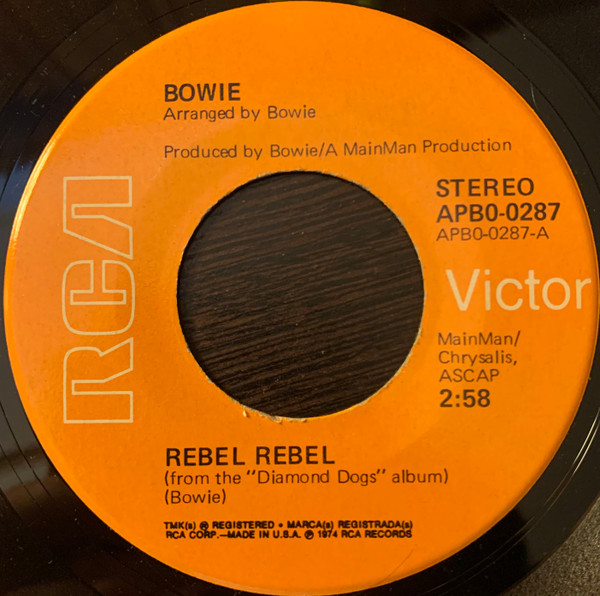 BOWIE
Arranged by Bowie
Produced by Bowie/A MainMan Production
RCA
STEREO
APB0-0287
APB0-0287-A
Victor
MainMan/
Chrysalis,
ASCAP
2:58
REBEL REBEL
(from the "Diamond Dogs" album)
(Bowie)
TMK(s) ® REGISTERED • MARCA(s) REGISTRADA(s)
RCA CORP.—MADE IN U.S.A. ℗ 1974 RCA RECORDS